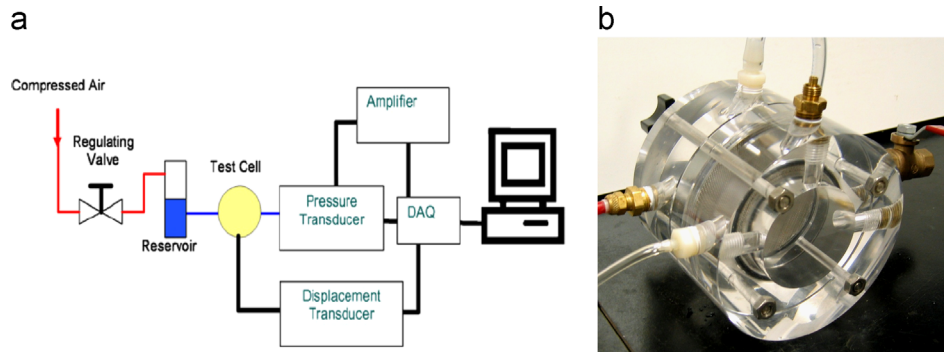 a
b
Compressed Air
Regulating
Valve
Reservoir
Test Cell
Amplifier
Pressure
Transducer
DAQ
Displacement
Transducer